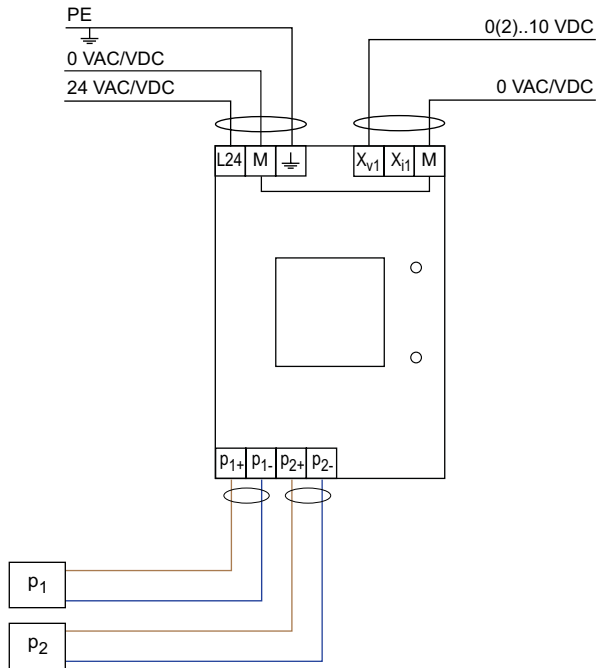 PE
0(2)..10 VDC
0 VAC/VDC
24 VAC/VDC
0 VAC/VDC
L24 M Xv1 Xi1 M
p1+ p1- p2+ p2-
p1
p2